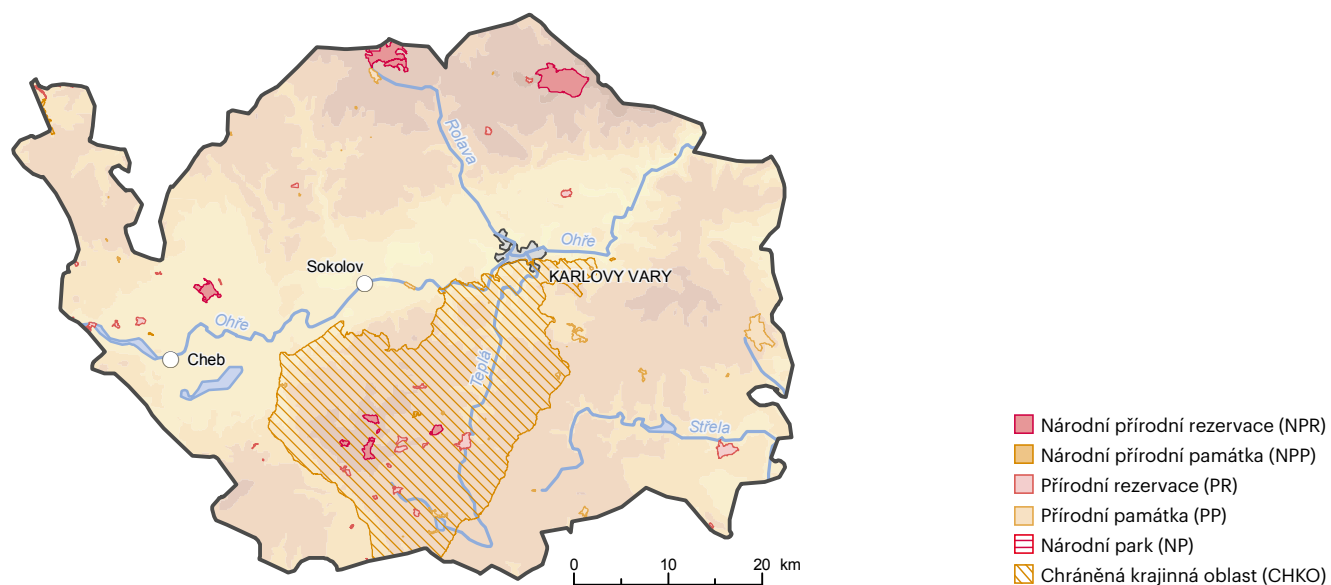 Rolava
Ohře
KARLOVY VARY
Sokolov
Ohře
Cheb
Teplá
Střela
0 10 20 km
Národní přírodní rezervace (NPR)
Národní přírodní památka (NPP)
Přírodní rezervace (PR)
Přírodní památka (PP)
Národní park (NP)
Chráněná krajinná oblast (CHKO)